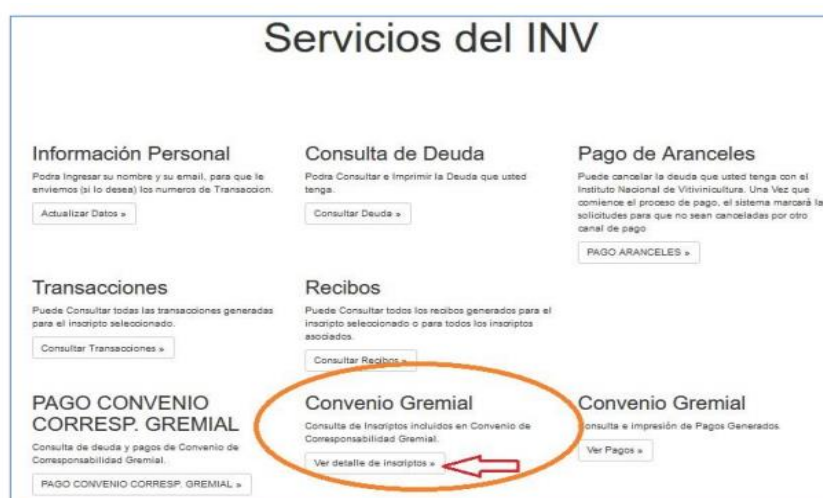 Servicios del INV
Información Personal
Podra Ingresar su nombre y su email, para que le
enviemos (si lo desea) los numeros de Transaccion.
Actualizar Datos »
Consulta de Deuda
Podra Consultar e Imprimir la Deuda que usted
tenga.
Consultar Deuda »
Pago de Aranceles
Puede cancelar la deuda que usted tenga con el
Instituto Nacional de Vitivinicultura. Una Vez que
comience el proceso de pago, el sistema marcará la
solicitudes para que no sean canceladas por otro
canal de pago
PAGO ARANCELES »
Transacciones
Puede Consultar todas las transacciones generadas
para el inscripto seleccionado.
Consultar Transacciones »
Recibos
Puede Consultar todos los recibos generados para el
inscripto seleccionado o para todos los inscriptos
asociados.
Consultar Recibos »
PAGO CONVENIO
CORRESP. GREMIAL
Consulta de deuda y pagos de Convenio de
Corresponsabilidad Gremial.
PAGO CONVENIO CORRESP. GREMIAL »
Convenio Gremial
Consulta de Inscriptos incluidos en Convenio de
Corresponsabilidad Gremial.
Ver detalle de inscriptos »
Convenio Gremial
Consulta e impresión de Pagos Generados.
Ver Pagos »